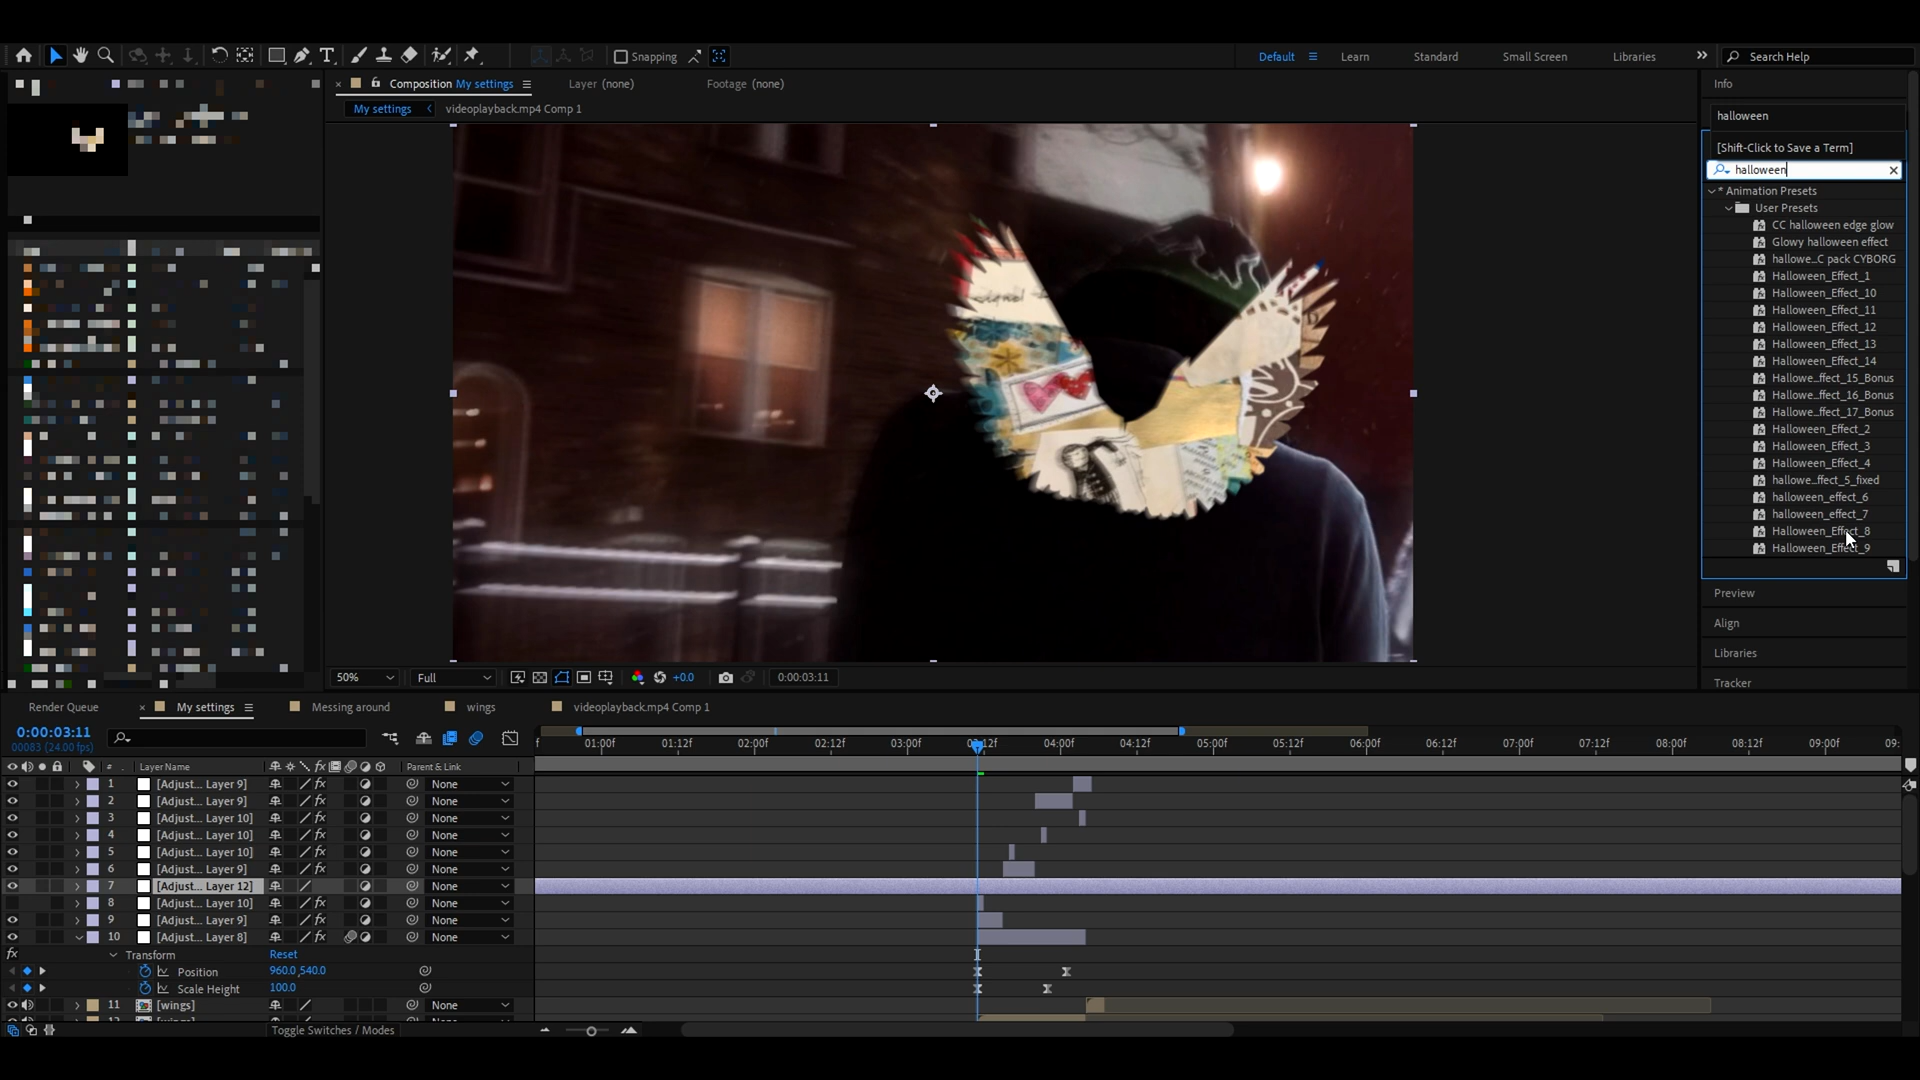 Snapping
Default
Learn
Standard
Small Screen
Libraries
Search Help
Composition My settings
Layer (none)
Footage (none)
My settings
videoplayback.mp4 Comp 1
Info
halloween
[Shift-Click to Save a Term]
halloween
* Animation Presets
User Presets
CC halloween edge glow
Glowy halloween effect
hallowe...C pack CYBORG
Halloween_Effect_1
Halloween_Effect_10
Halloween_Effect_11
Halloween_Effect_12
Halloween_Effect_13
Halloween_Effect_14
Hallowe...ffect_15_Bonus
Hallowe...ffect_16_Bonus
Hallowe...ffect_17_Bonus
Halloween_Effect_2
Halloween_Effect_3
Halloween_Effect_4
hallowe...ffect_5_fixed
halloween_effect_6
halloween_effect_7
Halloween_Effect_8
Halloween_Effect_9
Preview
Align
Libraries
Tracker
50%
Full
+0.0
0:00:03:11
Render Queue
My settings
Messing around
wings
videoplayback.mp4 Comp 1
0:00:03:11
00083 (24.00 fps)
f 01:00f 01:12f 02:00f 02:12f 03:00f 03:12f 04:00f 04:12f 05:00f 05:12f 06:00f 06:12f 07:00f 07:12f 08:00f 08:12f 09:00f 09:
# Layer Name Parent & Link
1 [Adjust... Layer 9] None
2 [Adjust... Layer 9] None
3 [Adjust... Layer 10] None
4 [Adjust... Layer 10] None
5 [Adjust... Layer 10] None
6 [Adjust... Layer 9] None
7 [Adjust... Layer 12] None
8 [Adjust... Layer 10] None
9 [Adjust... Layer 9] None
10 [Adjust... Layer 8] None
Transform Reset
Position 960.0,540.0
Scale Height 100.0
11 [wings] None
Toggle Switches / Modes